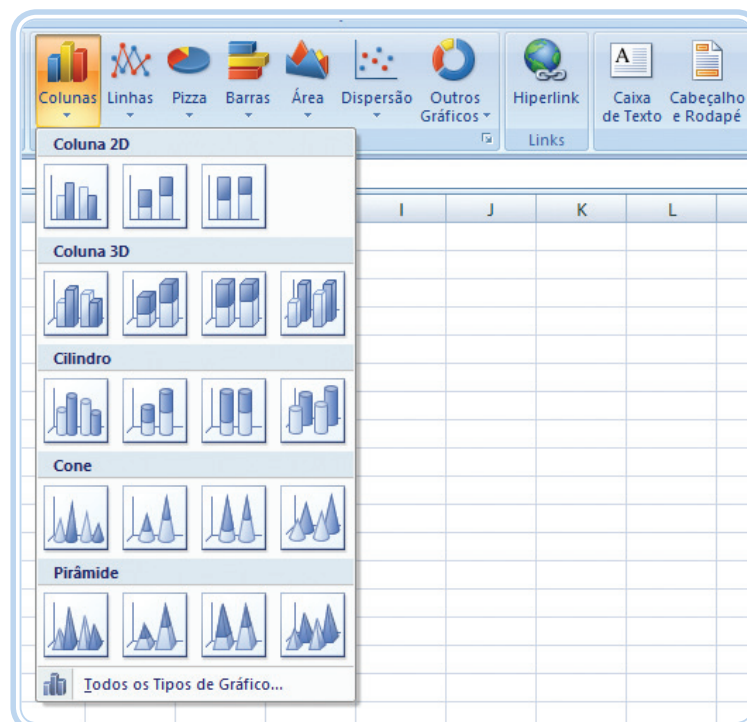 Colunas Linhas Pizza Barras Área Dispersão Outros Gráficos Hiperlink Caixa de Texto Cabeçalho e Rodapé
Links
Coluna 2D
I J K L
Coluna 3D
Cilindro
Cone
Pirâmide
Todos os Tipos de Gráfico...